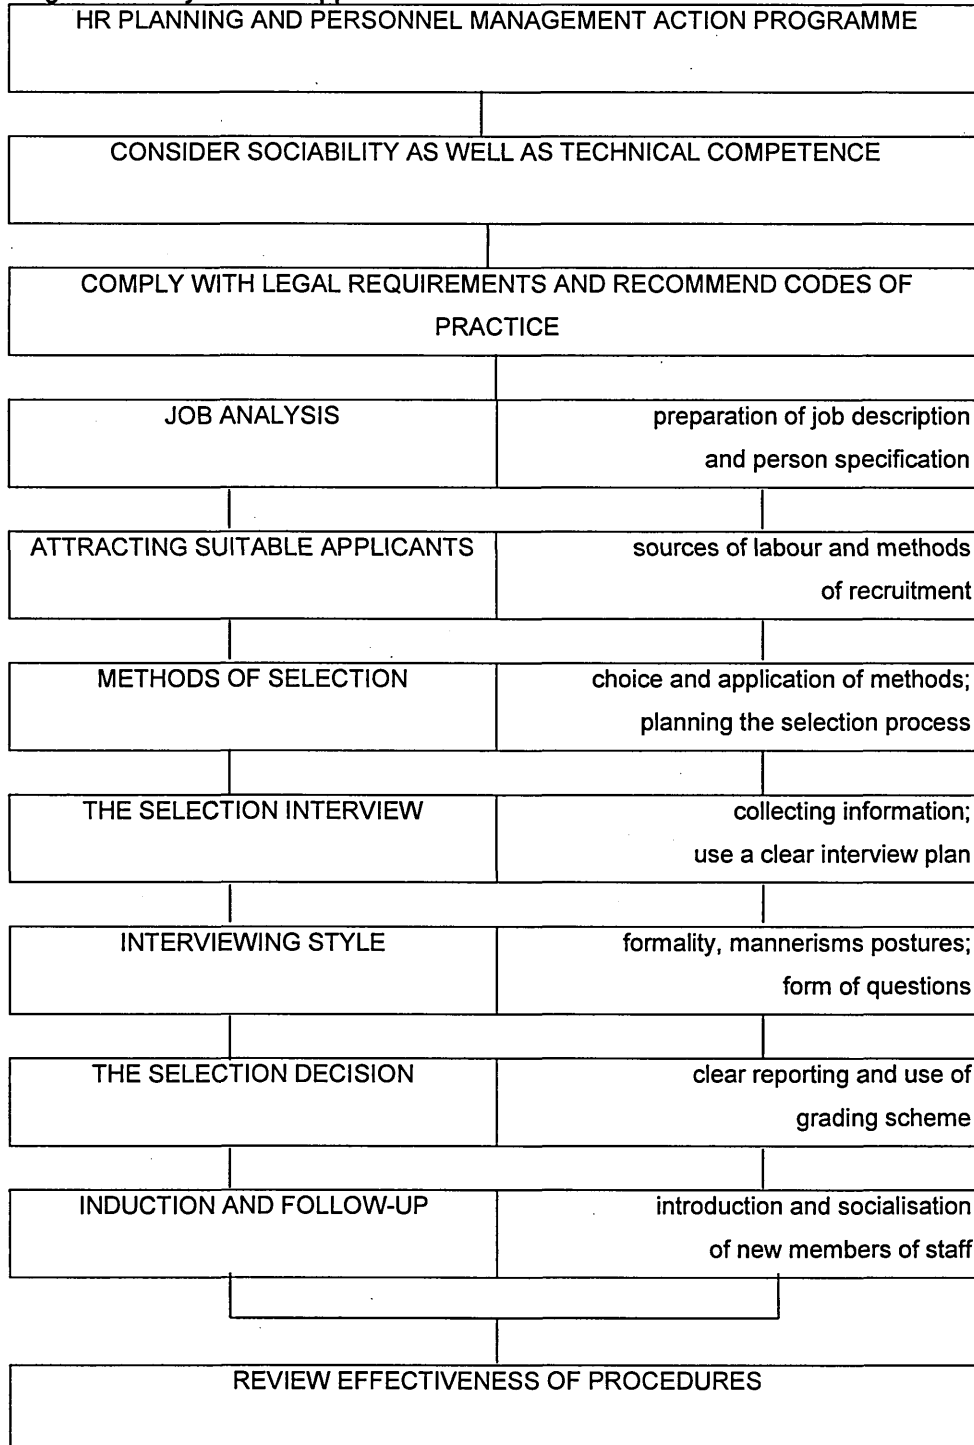 HR PLANNING AND PERSONNEL MANAGEMENT ACTION PROGRAMME
CONSIDER SOCIABILITY AS WELL AS TECHNICAL COMPETENCE
COMPLY WITH LEGAL REQUIREMENTS AND RECOMMEND CODES OF
PRACTICE
JOB ANALYSIS
preparation of job description
and person specification
ATTRACTING SUITABLE APPLICANTS
sources of labour and methods
of recruitment
METHODS OF SELECTION
choice and application of methods;
planning the selection process
THE SELECTION INTERVIEW
collecting information;
use a clear interview plan
INTERVIEWING STYLE
formality, mannerisms postures;
form of questions
THE SELECTION DECISION
clear reporting and use of
grading scheme
INDUCTION AND FOLLOW-UP
introduction and socialisation
of new members of staff
REVIEW EFFECTIVENESS OF PROCEDURES